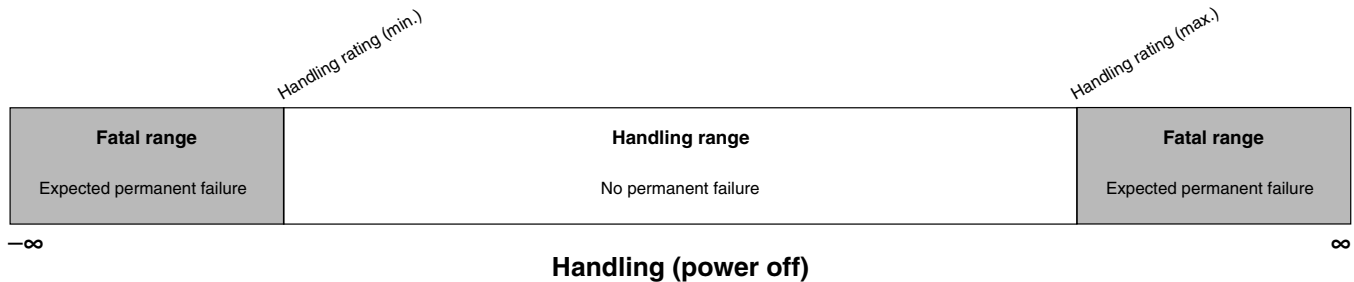 Handling rating (min.)
Handling rating (max.)
Fatal range
Handling range
Fatal range
Expected permanent failure
No permanent failure
Expected permanent failure
–∞
∞
Handling (power off)